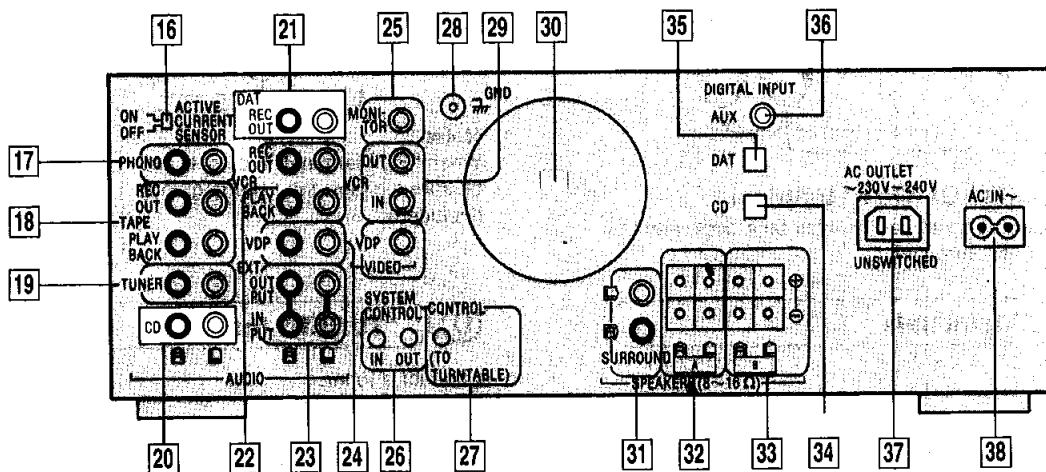 16
21
25
28
29
30
35
36
ON
OFF
ACTIVE
CURRENT
SENSOR
DAT
REC
OUT
MONI
TOR
GND
DIGITAL INPUT
AUX
17
PHONO
REC
OUT
OUT
DAT
AC OUTLET
~230V~240V
AC IN~
REC
OUT
VCR
PLAY
BACK
VCR
IN
CD
18
TAPE
PLAY
BACK
VDP
VDP
VIDEO
UNSWITCHED
19
TUNER
EXT
OUT
PUT
CD
IN
PUT
SYSTEM
CONTROL
IN OUT
CONTROL
(TO
TURNTABLE)
SURROUND
A
B
AUDIO
SPEAKERS (8~16Ω)
20
22
23
24
26
27
31
32
33
34
37
38